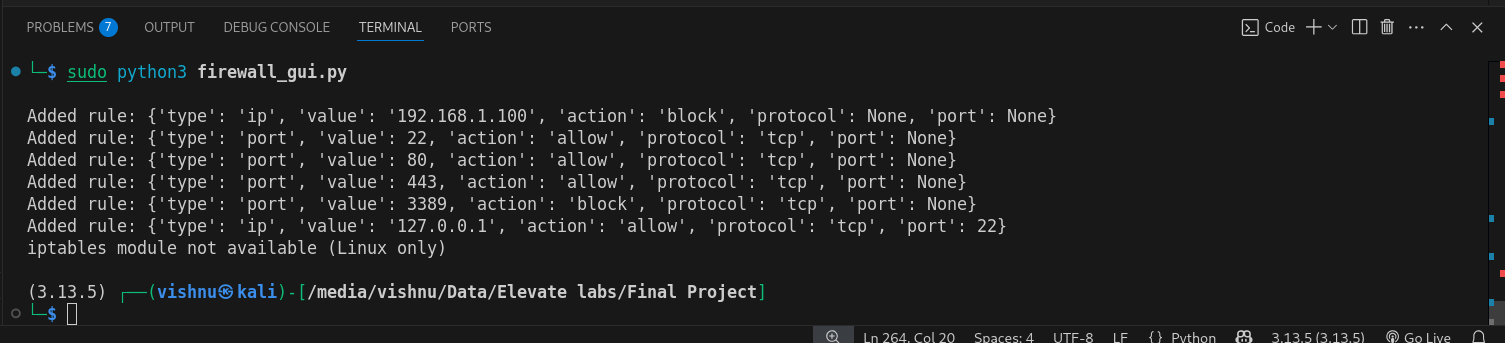 PROBLEMS 7 OUTPUT DEBUG CONSOLE TERMINAL PORTS Code
└─$ sudo python3 firewall_gui.py
Added rule: {'type': 'ip', 'value': '192.168.1.100', 'action': 'block', 'protocol': None, 'port': None}
Added rule: {'type': 'port', 'value': 22, 'action': 'allow', 'protocol': 'tcp', 'port': None}
Added rule: {'type': 'port', 'value': 80, 'action': 'allow', 'protocol': 'tcp', 'port': None}
Added rule: {'type': 'port', 'value': 443, 'action': 'allow', 'protocol': 'tcp', 'port': None}
Added rule: {'type': 'port', 'value': 3389, 'action': 'block', 'protocol': 'tcp', 'port': None}
Added rule: {'type': 'ip', 'value': '127.0.0.1', 'action': 'allow', 'protocol': 'tcp', 'port': 22}
iptables module not available (Linux only)
(3.13.5) ┌──(vishnu㉿kali)-[/media/vishnu/Data/Elevate labs/Final Project]
└─$
Ln 264, Col 20 Spaces: 4 UTF-8 LF {} Python 3.13.5 (3.13.5) Go Live